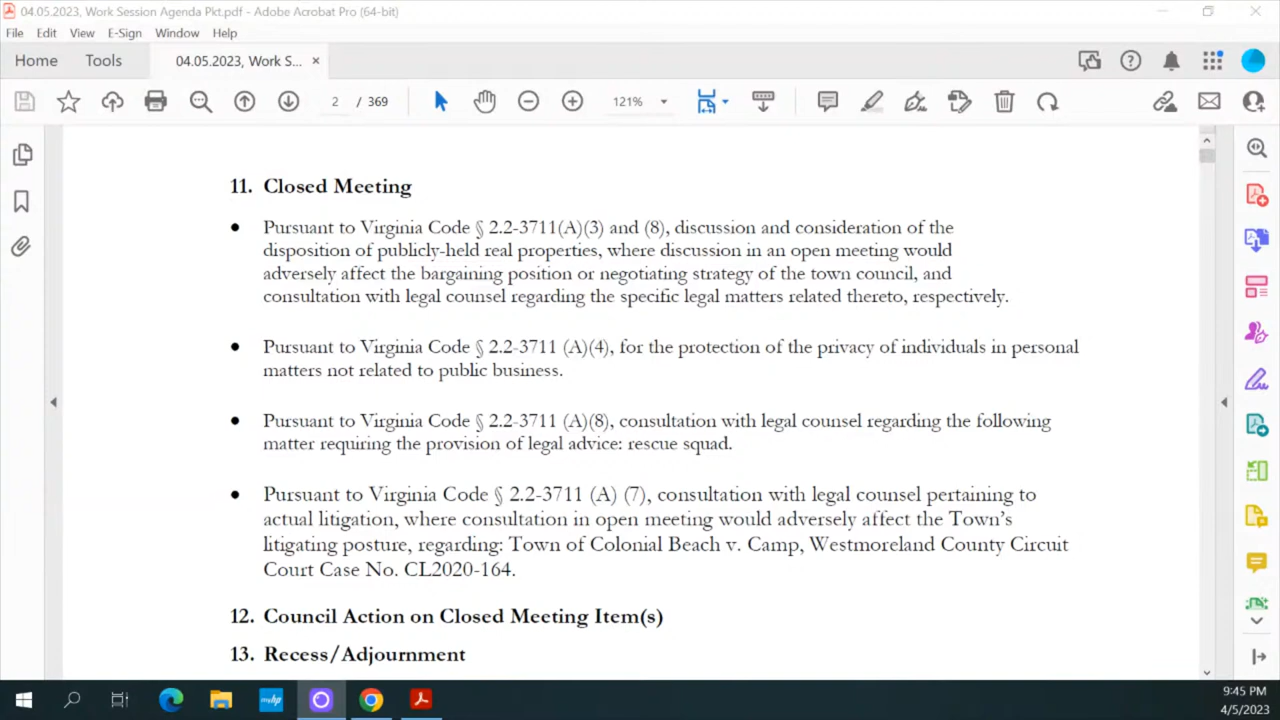 04.05.2023, Work Session Agenda Pkt.pdf - Adobe Acrobat Pro (64-bit)
File Edit View E-Sign Window Help
Home Tools 04.05.2023, Work S... ×
2 / 369 121%
11. Closed Meeting
• Pursuant to Virginia Code § 2.2-3711(A)(3) and (8), discussion and consideration of the
disposition of publicly-held real properties, where discussion in an open meeting would
adversely affect the bargaining position or negotiating strategy of the town council, and
consultation with legal counsel regarding the specific legal matters related thereto, respectively.
• Pursuant to Virginia Code § 2.2-3711 (A)(4), for the protection of the privacy of individuals in personal
matters not related to public business.
• Pursuant to Virginia Code § 2.2-3711 (A)(8), consultation with legal counsel regarding the following
matter requiring the provision of legal advice: rescue squad.
• Pursuant to Virginia Code § 2.2-3711 (A) (7), consultation with legal counsel pertaining to
actual litigation, where consultation in open meeting would adversely affect the Town's
litigating posture, regarding: Town of Colonial Beach v. Camp, Westmoreland County Circuit
Court Case No. CL2020-164.
12. Council Action on Closed Meeting Item(s)
13. Recess/Adjournment
myhp
9:45 PM
4/5/2023